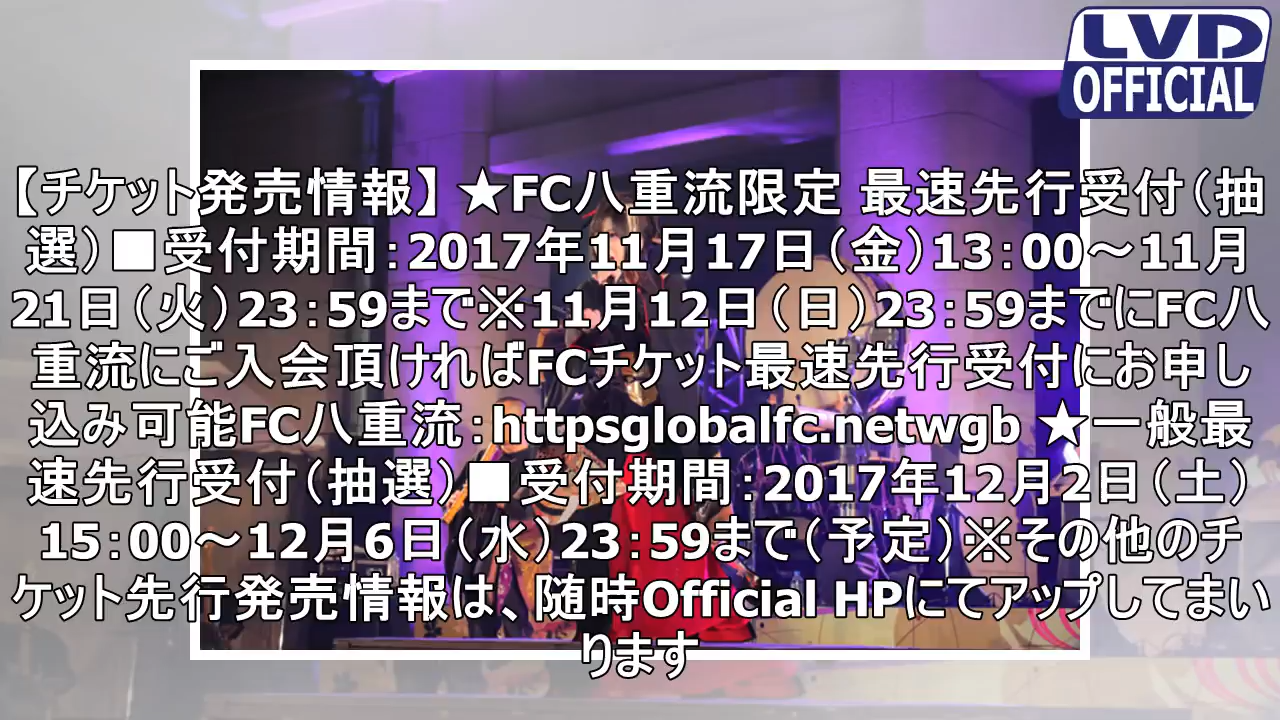 LVD
OFFICIAL
【チケット発売情報】 ★FC八重流限定 最速先行受付（抽
選）■受付期間：2017年11月17日（金）13：00～11月
21日（火）23：59まで※11月12日（日）23：59までにFC八
重流にご入会頂ければFCチケット最速先行受付にお申し
込み可能FC八重流：httpsglobalfc.netwgb ★一般最
速先行受付（抽選）■受付期間：2017年12月2日（土）
15：00～12月6日（水）23：59まで（予定）※その他のチ
ケット先行発売情報は、随時Official HPにてアップしてまい
ります